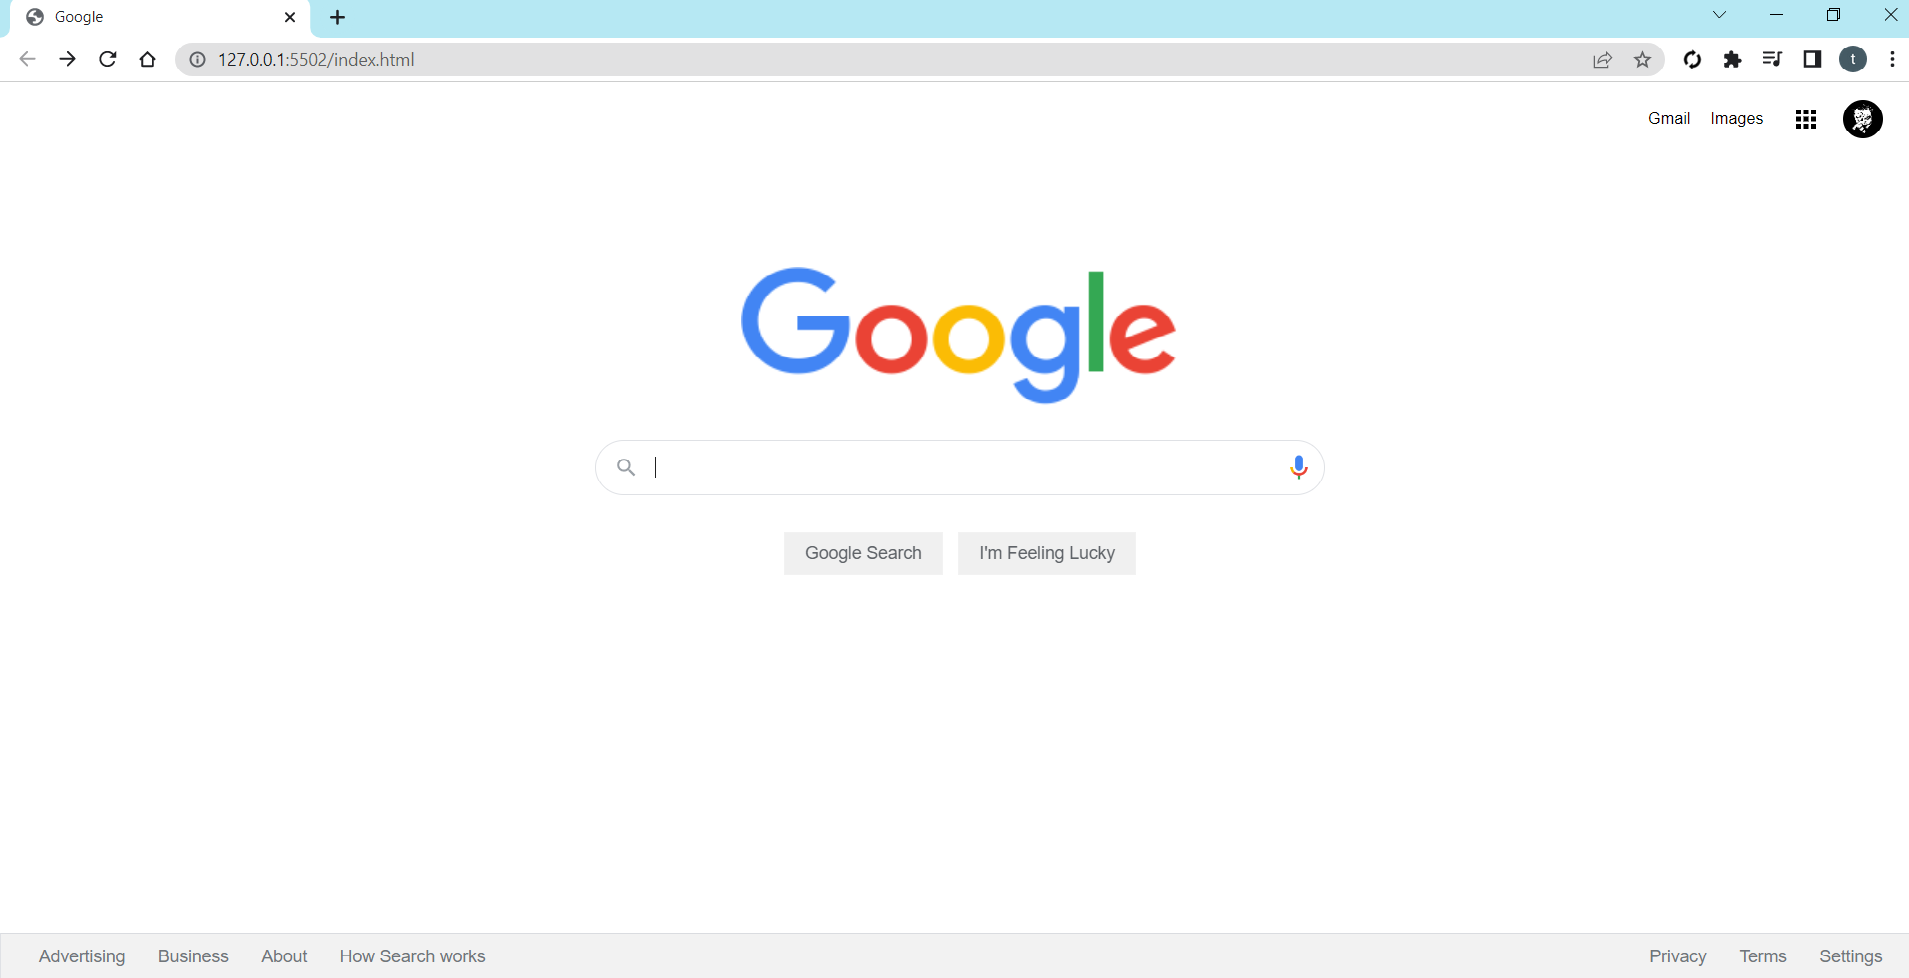 Google
127.0.0.1:5502/index.html
t
Gmail Images
Google
Google Search I'm Feeling Lucky
Advertising Business About How Search works Privacy Terms Settings